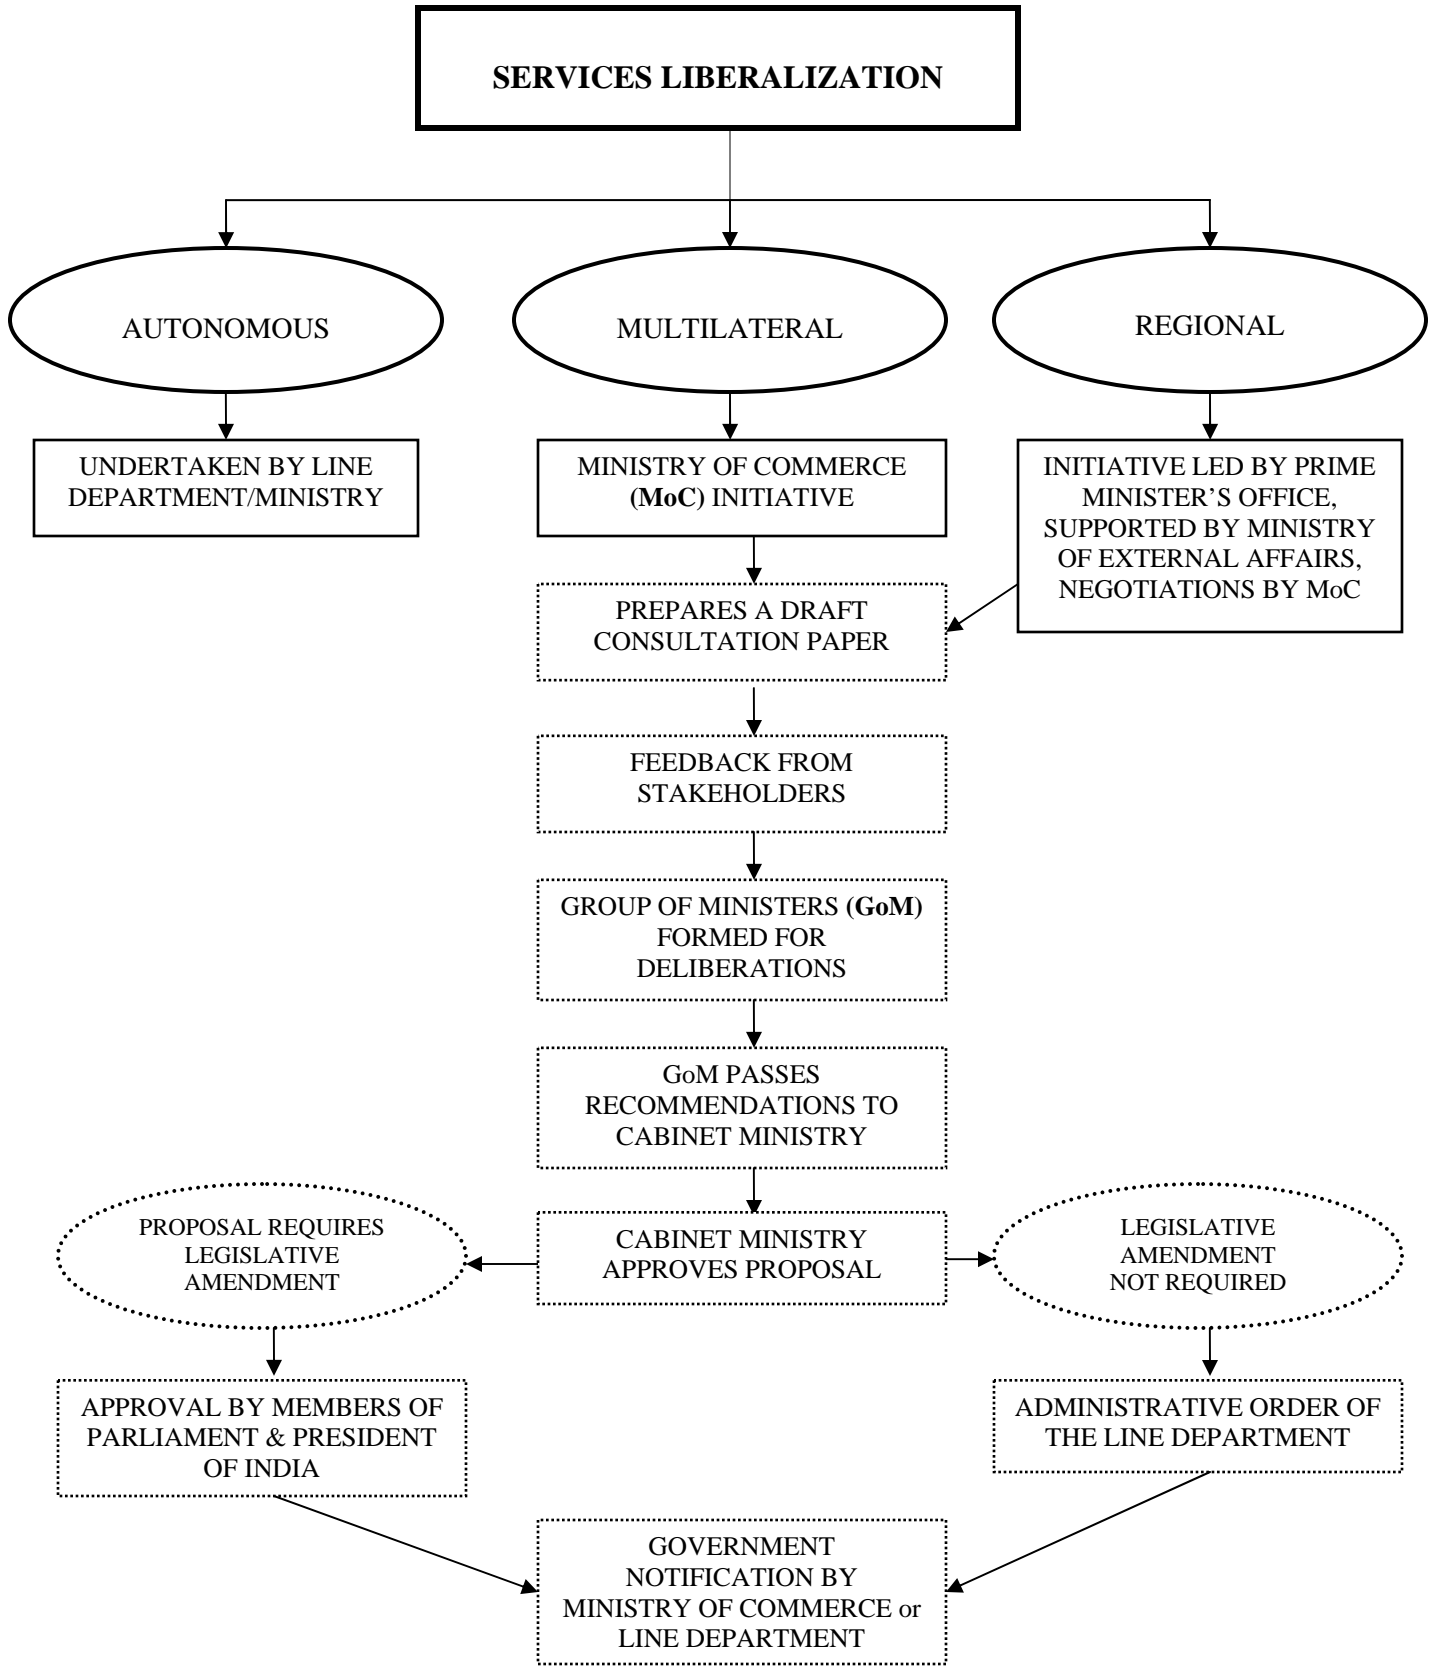 SERVICES LIBERALIZATION
AUTONOMOUS
MULTILATERAL
REGIONAL
UNDERTAKEN BY LINE
DEPARTMENT/MINISTRY
MINISTRY OF COMMERCE
(MoC) INITIATIVE
INITIATIVE LED BY PRIME
MINISTER’S OFFICE,
SUPPORTED BY MINISTRY
OF EXTERNAL AFFAIRS,
NEGOTIATIONS BY MoC
PREPARES A DRAFT
CONSULTATION PAPER
FEEDBACK FROM
STAKEHOLDERS
GROUP OF MINISTERS (GoM)
FORMED FOR
DELIBERATIONS
GoM PASSES
RECOMMENDATIONS TO
CABINET MINISTRY
PROPOSAL REQUIRES
LEGISLATIVE
AMENDMENT
CABINET MINISTRY
APPROVES PROPOSAL
LEGISLATIVE
AMENDMENT
NOT REQUIRED
APPROVAL BY MEMBERS OF
PARLIAMENT & PRESIDENT
OF INDIA
ADMINISTRATIVE ORDER OF
THE LINE DEPARTMENT
GOVERNMENT
NOTIFICATION BY
MINISTRY OF COMMERCE or
LINE DEPARTMENT